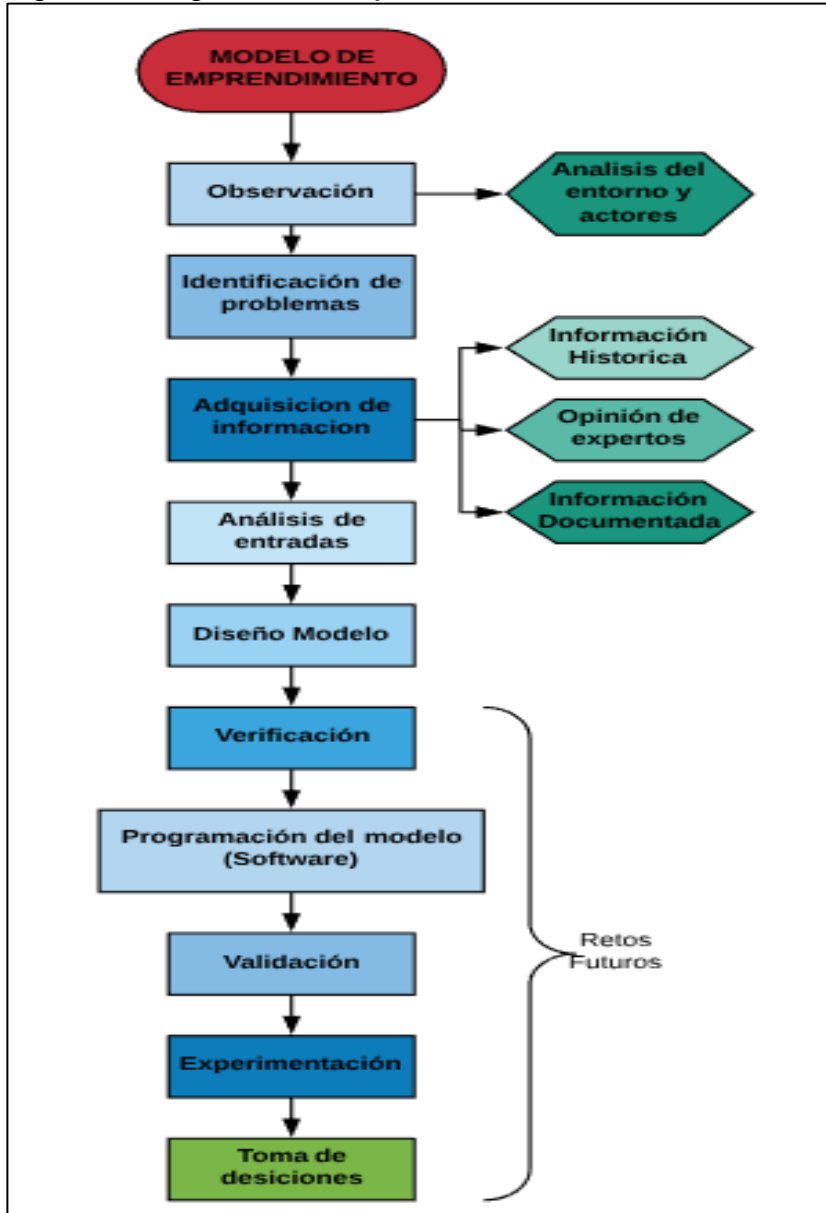 MODELO DE
EMPRENDIMIENTO
Observación
Analisis del
entorno y
actores
Identificación de
problemas
Adquisicion de
informacion
Información
Historica
Opinión de
expertos
Información
Documentada
Análisis de
entradas
Diseño Modelo
Verificación
Programación del modelo
(Software)
Validación
Experimentación
Toma de
desiciones
Retos
Futuros